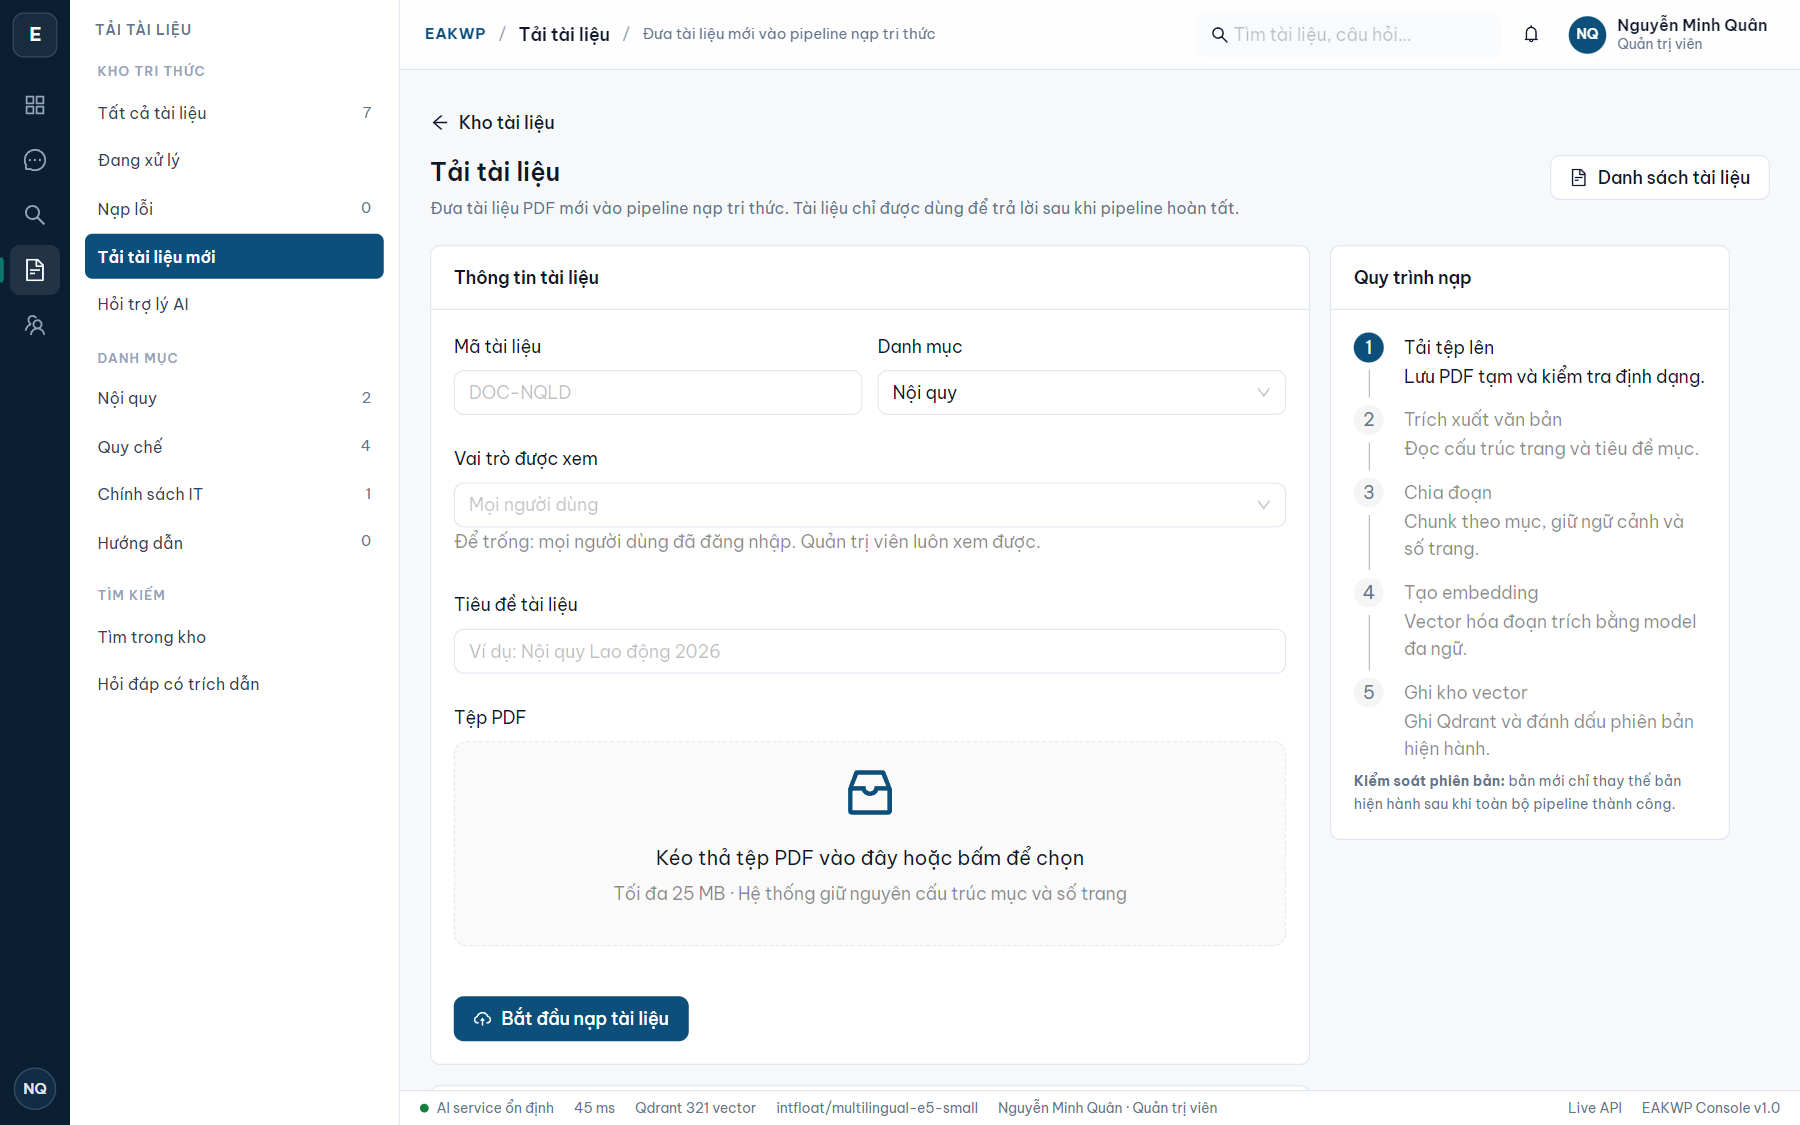 E
TẢI TÀI LIỆU
KHO TRI THỨC
Tất cả tài liệu 7
Đang xử lý
Nạp lỗi 0
Tải tài liệu mới
Hỏi trợ lý AI
DANH MỤC
Nội quy 2
Quy chế 4
Chính sách IT 1
Hướng dẫn 0
TÌM KIẾM
Tìm trong kho
Hỏi đáp có trích dẫn
NQ
EAKWP / Tải tài liệu / Đưa tài liệu mới vào pipeline nạp tri thức
Tìm tài liệu, câu hỏi...
NQ
Nguyễn Minh Quân
Quản trị viên
Kho tài liệu
Tải tài liệu
Đưa tài liệu PDF mới vào pipeline nạp tri thức. Tài liệu chỉ được dùng để trả lời sau khi pipeline hoàn tất.
Danh sách tài liệu
Thông tin tài liệu
Mã tài liệu
DOC-NQLD
Danh mục
Nội quy
Vai trò được xem
Mọi người dùng
Để trống: mọi người dùng đã đăng nhập. Quản trị viên luôn xem được.
Tiêu đề tài liệu
Ví dụ: Nội quy Lao động 2026
Tệp PDF
Kéo thả tệp PDF vào đây hoặc bấm để chọn
Tối đa 25 MB · Hệ thống giữ nguyên cấu trúc mục và số trang
Bắt đầu nạp tài liệu
Quy trình nạp
1 Tải tệp lên
Lưu PDF tạm và kiểm tra định dạng.
2 Trích xuất văn bản
Đọc cấu trúc trang và tiêu đề mục.
3 Chia đoạn
Chunk theo mục, giữ ngữ cảnh và
số trang.
4 Tạo embedding
Vector hóa đoạn trích bằng model
đa ngữ.
5 Ghi kho vector
Ghi Qdrant và đánh dấu phiên bản
hiện hành.
Kiểm soát phiên bản: bản mới chỉ thay thế bản
hiện hành sau khi toàn bộ pipeline thành công.
AI service ổn định 45 ms Qdrant 321 vector intfloat/multilingual-e5-small Nguyễn Minh Quân · Quản trị viên Live API EAKWP Console v1.0